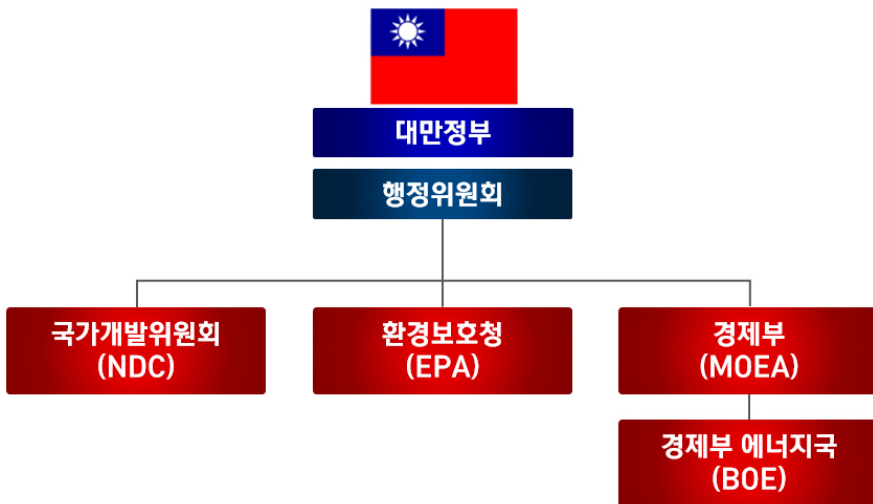 대만정부
행정위원회
국가개발위원회
(NDC)
환경보호청
(EPA)
경제부
(MOEA)
경제부 에너지국
(BOE)